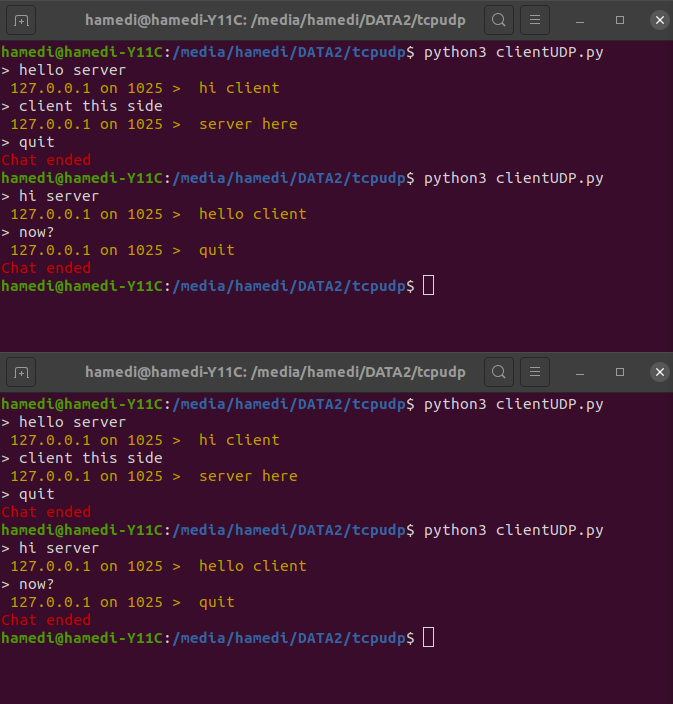 hamedi@hamedi-Y11C: /media/hamedi/DATA2/tcpudp
hamedi@hamedi-Y11C:/media/hamedi/DATA2/tcpudp$ python3 clientUDP.py
> hello server
127.0.0.1 on 1025 >  hi client
> client this side
127.0.0.1 on 1025 >  server here
> quit
Chat ended
hamedi@hamedi-Y11C:/media/hamedi/DATA2/tcpudp$ python3 clientUDP.py
> hi server
127.0.0.1 on 1025 >  hello client
> now?
127.0.0.1 on 1025 >  quit
Chat ended
hamedi@hamedi-Y11C:/media/hamedi/DATA2/tcpudp$
hamedi@hamedi-Y11C: /media/hamedi/DATA2/tcpudp
hamedi@hamedi-Y11C:/media/hamedi/DATA2/tcpudp$ python3 clientUDP.py
> hello server
127.0.0.1 on 1025 >  hi client
> client this side
127.0.0.1 on 1025 >  server here
> quit
Chat ended
hamedi@hamedi-Y11C:/media/hamedi/DATA2/tcpudp$ python3 clientUDP.py
> hi server
127.0.0.1 on 1025 >  hello client
> now?
127.0.0.1 on 1025 >  quit
Chat ended
hamedi@hamedi-Y11C:/media/hamedi/DATA2/tcpudp$